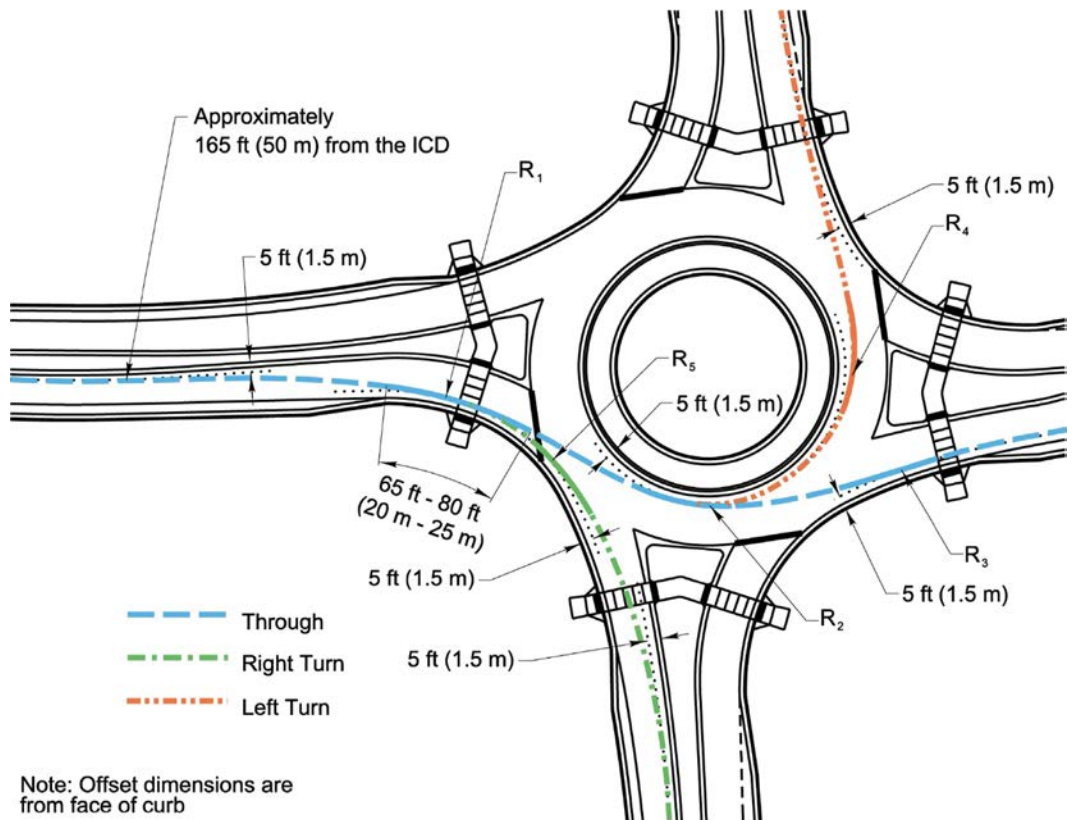 Approximately
165 ft (50 m) from the ICD
R₁
5 ft (1.5 m)
R₄
5 ft (1.5 m)
R₅
5 ft (1.5 m)
65 ft - 80 ft
(20 m - 25 m)
R₃
5 ft (1.5 m)
5 ft (1.5 m)
R₂
5 ft (1.5 m)
Through
Right Turn
Left Turn
Note: Offset dimensions are
from face of curb